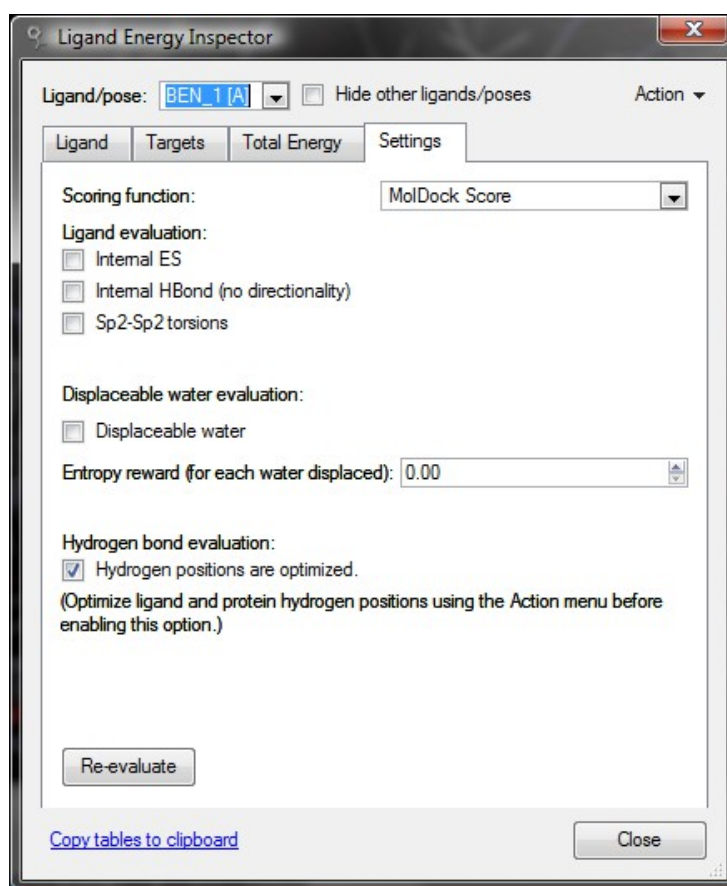 Ligand Energy Inspector
Ligand/pose: BEN_1 [A] Hide other ligands/poses Action
Ligand Targets Total Energy Settings
Scoring function: MolDock Score
Ligand evaluation:
Internal ES
Internal HBond (no directionality)
Sp2-Sp2 torsions
Displaceable water evaluation:
Displaceable water
Entropy reward (for each water displaced): 0.00
Hydrogen bond evaluation:
Hydrogen positions are optimized.
(Optimize ligand and protein hydrogen positions using the Action menu before
enabling this option.)
Re-evaluate
Copy tables to clipboard Close